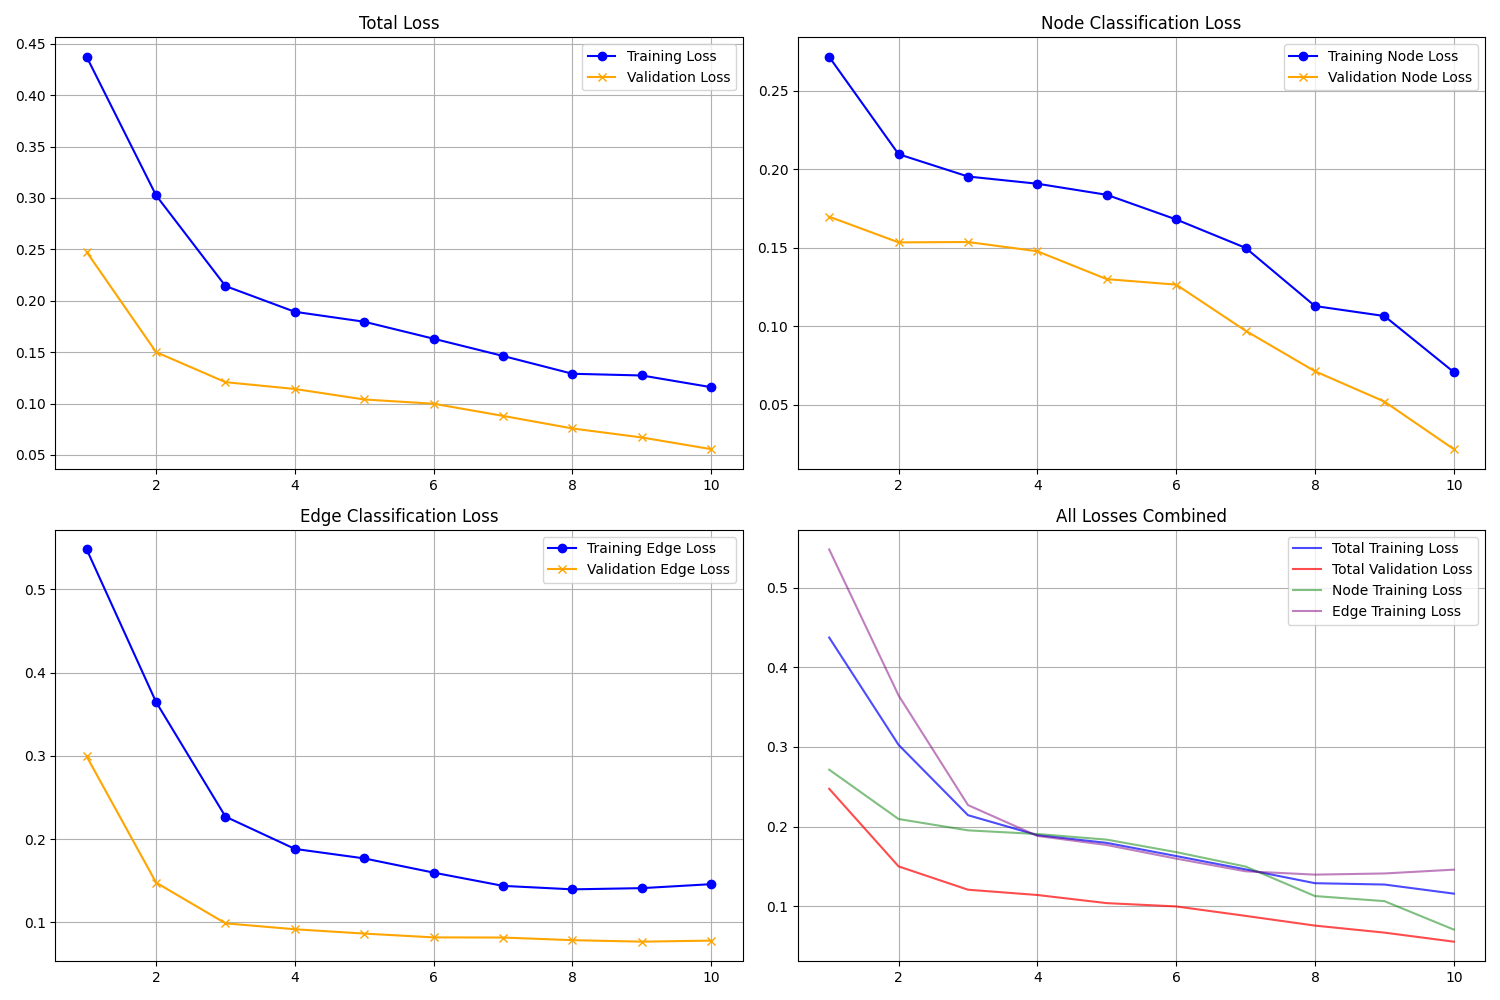 Total Loss
0.45
0.40
0.35
0.30
0.25
0.20
0.15
0.10
0.05
2 4 6 8 10
Training Loss
Validation Loss
Node Classification Loss
0.25
0.20
0.15
0.10
0.05
2 4 6 8 10
Training Node Loss
Validation Node Loss
Edge Classification Loss
0.5
0.4
0.3
0.2
0.1
2 4 6 8 10
Training Edge Loss
Validation Edge Loss
All Losses Combined
0.5
0.4
0.3
0.2
0.1
2 4 6 8 10
Total Training Loss
Total Validation Loss
Node Training Loss
Edge Training Loss